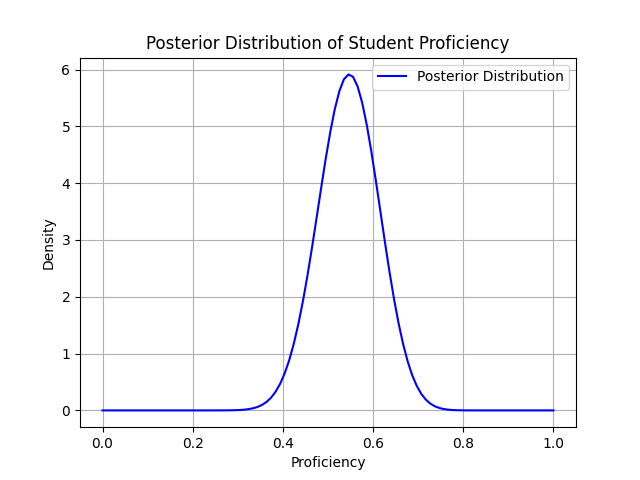 Posterior Distribution of Student Proficiency
Posterior Distribution
6
5
4
3
2
1
0
Density
0.0 0.2 0.4 0.6 0.8 1.0
Proficiency